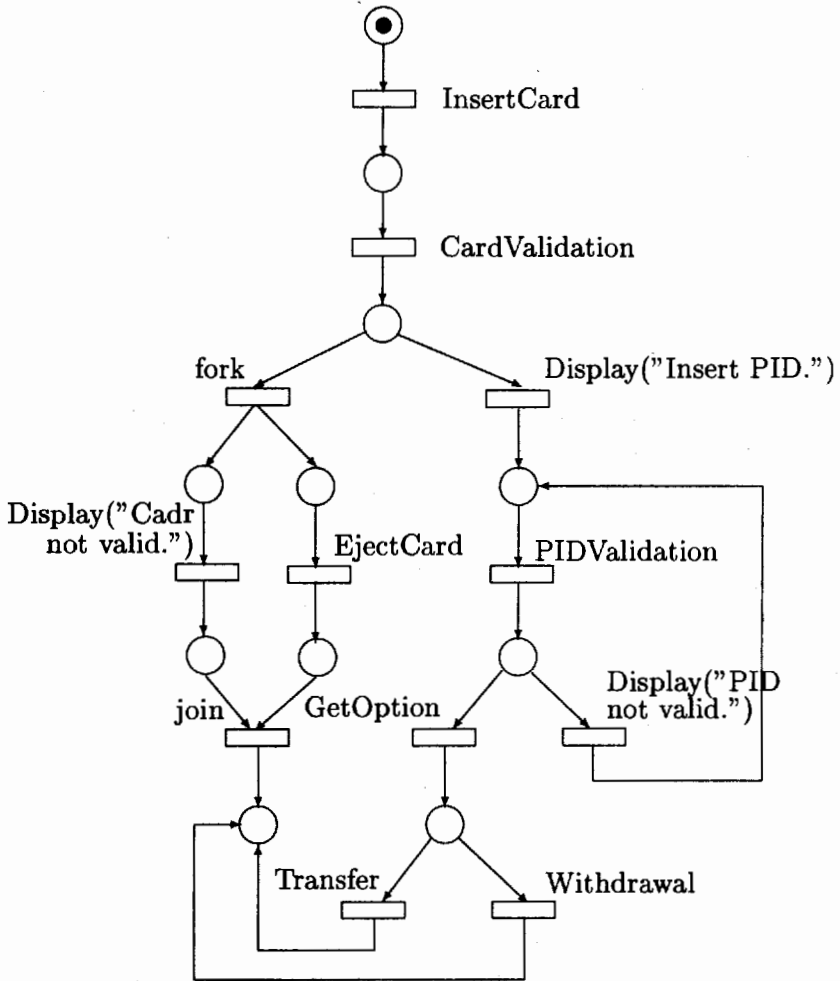 InsertCard
CardValidation
fork
Display("Insert PID.")
Display("Cadr
not valid.")
EjectCard
PIDValidation
Display("PID
not valid.")
join
GetOption
Transfer
Withdrawal